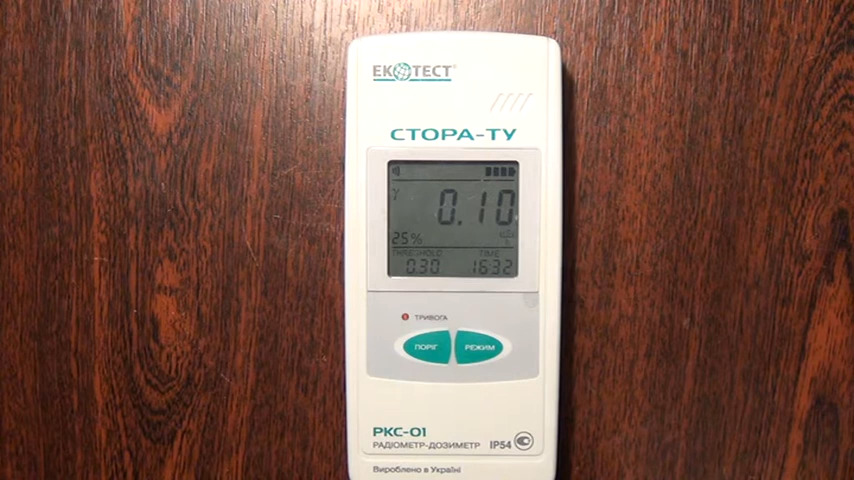 ЕКОТЕСТ®
СТОРА-ТУ
γ 0.10
25%
THRESHOLD TIME
0.30 16:32
ТРИВОГА
ПОРІГ РЕЖИМ
РКС-01
РАДІОМЕТР-ДОЗИМЕТР IP54
Вироблено в Україні